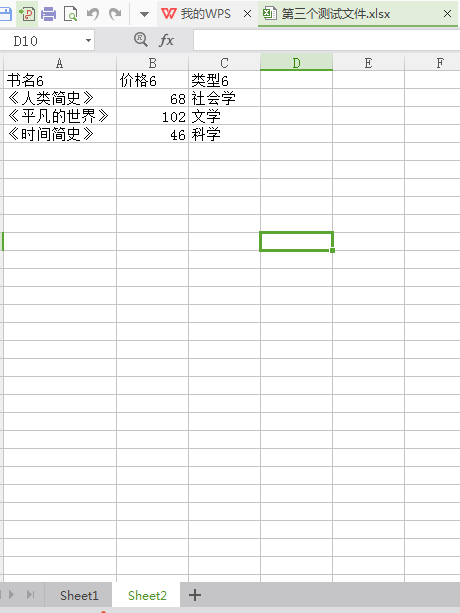 我的WPS × 第三个测试文件.xlsx ×
D10 fx
A B C D E F
书名6 价格6 类型6
《人类简史》 68 社会学
《平凡的世界》 102 文学
《时间简史》 46 科学
Sheet1 Sheet2 +